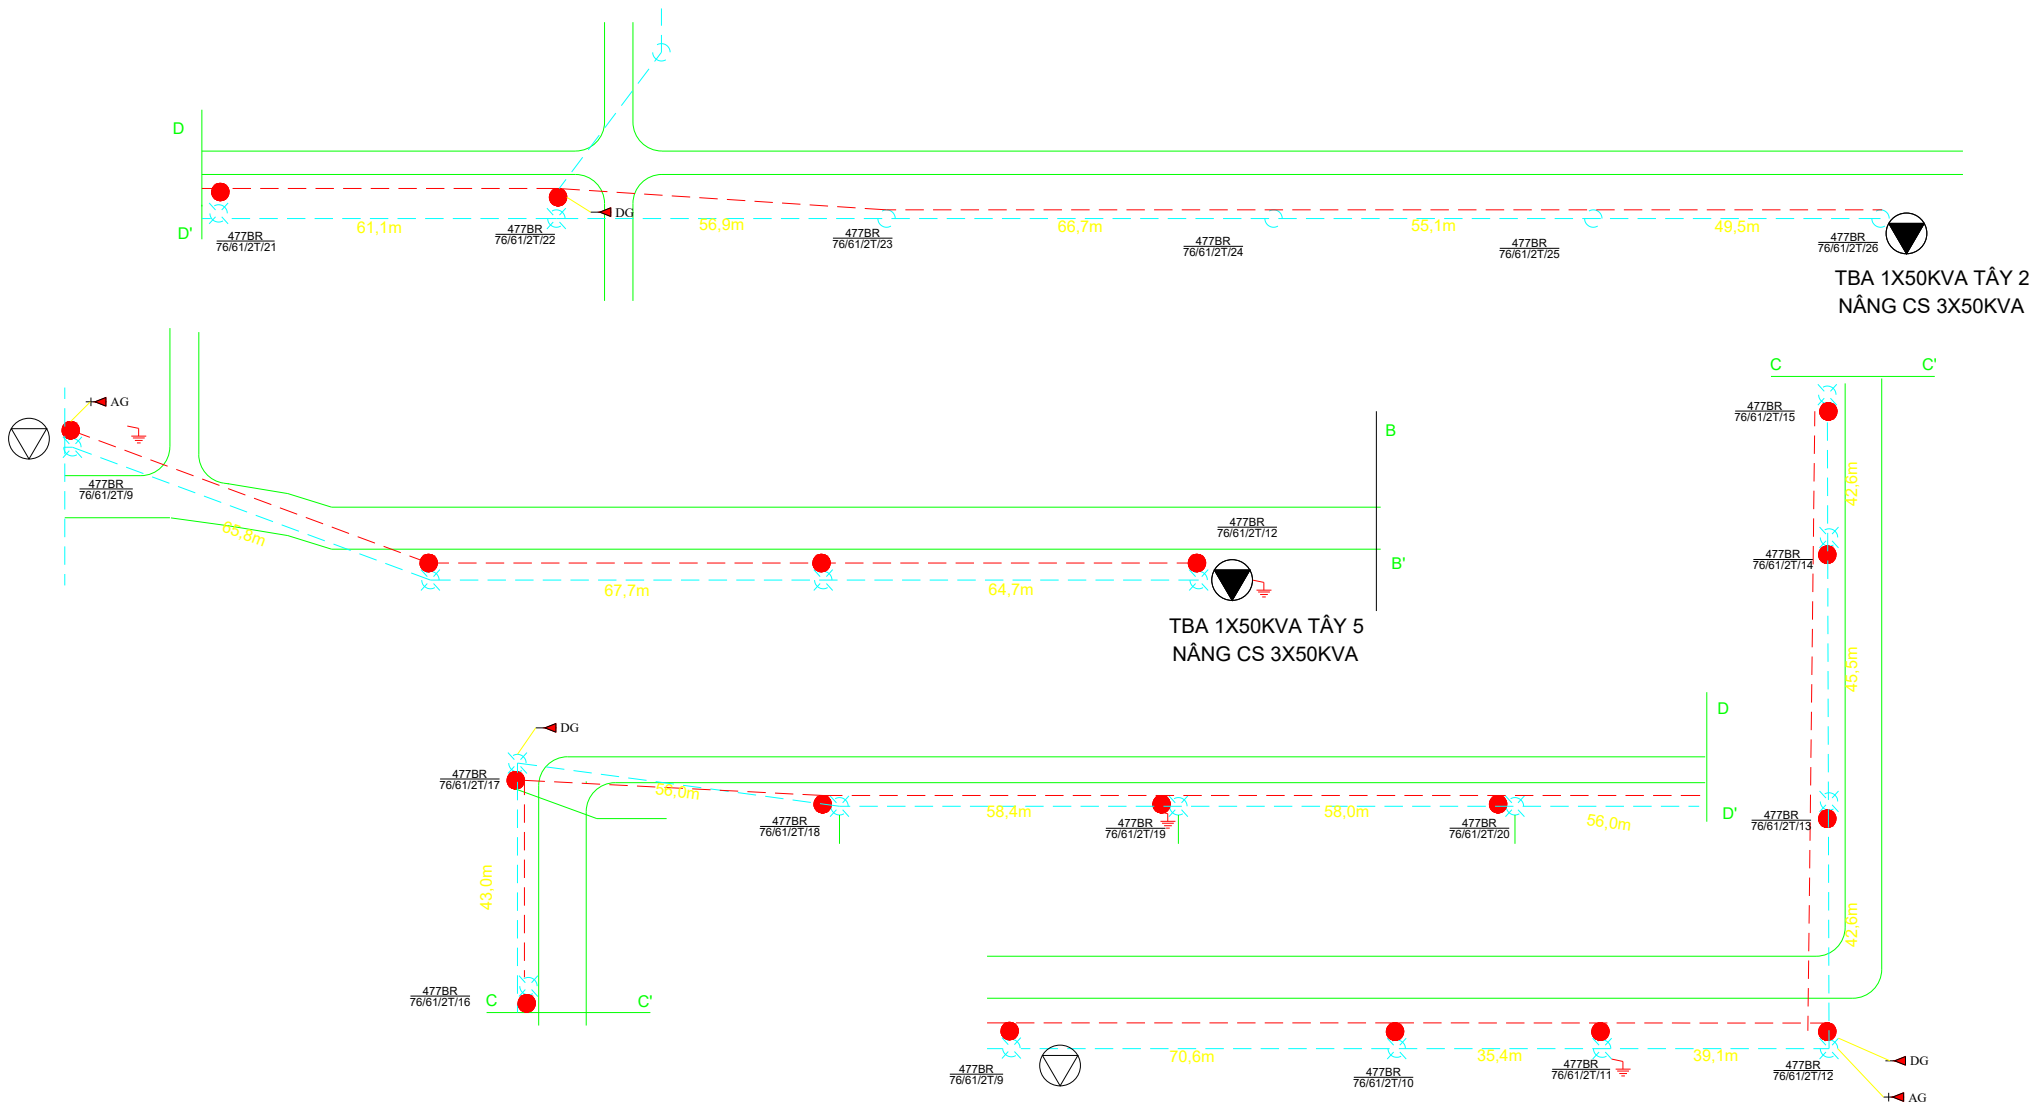 D
D'
477BR
76/61/2T/21
61,1m
477BR
76/61/2T/22
DG
56,9m
477BR
76/61/2T/23
66,7m
477BR
76/61/2T/24
55,1m
477BR
76/61/2T/25
49,5m
477BR
76/61/2T/26
TBA 1X50KVA TÂY 2
NÂNG CS 3X50KVA
AG
477BR
76/61/2T/9
65,8m
67,7m
64,7m
477BR
76/61/2T/12
B
B'
TBA 1X50KVA TÂY 5
NÂNG CS 3X50KVA
C
C'
477BR
76/61/2T/15
42,6m
477BR
76/61/2T/14
45,5m
477BR
76/61/2T/13
42,6m
DG
477BR
76/61/2T/17
56,0m
477BR
76/61/2T/18
58,4m
477BR
76/61/2T/19
58,0m
477BR
76/61/2T/20
56,0m
D
D'
43,0m
477BR
76/61/2T/16
C
C'
477BR
76/61/2T/9
70,6m
477BR
76/61/2T/10
35,4m
477BR
76/61/2T/11
39,1m
477BR
76/61/2T/12
DG
AG